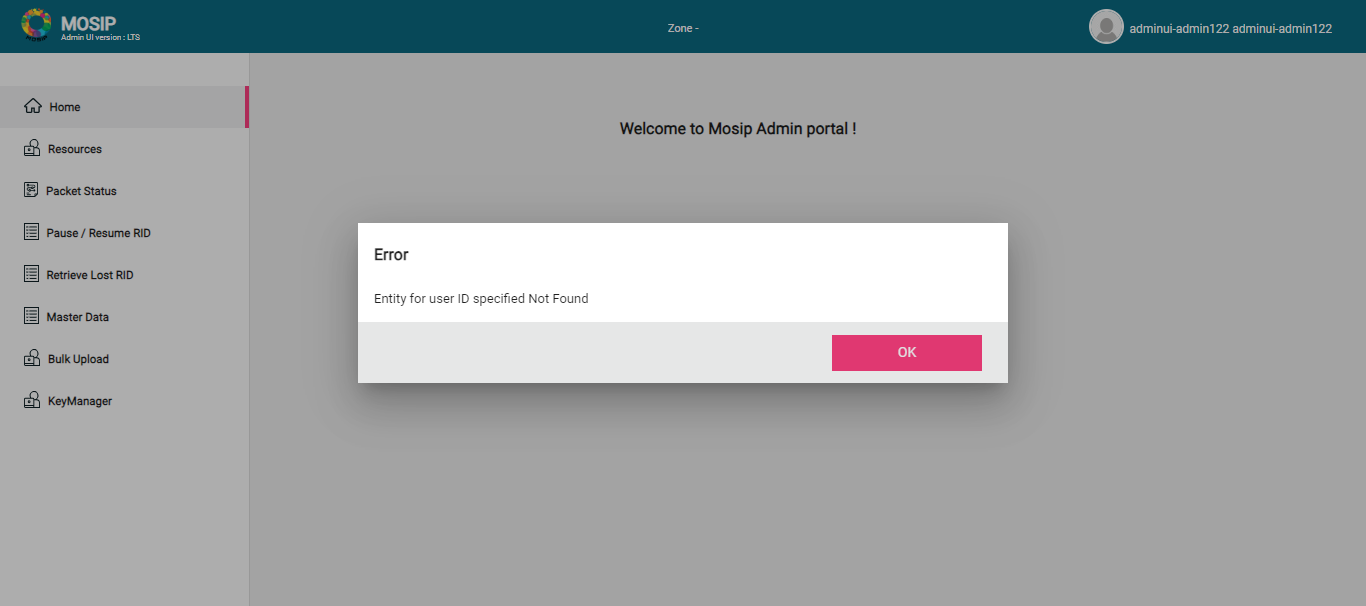 MOSIP
Admin UI version : LTS
Zone -
adminui-admin122 adminui-admin122
Home
Resources
Packet Status
Pause / Resume RID
Retrieve Lost RID
Master Data
Bulk Upload
KeyManager
Welcome to Mosip Admin portal !
Error
Entity for user ID specified Not Found
OK